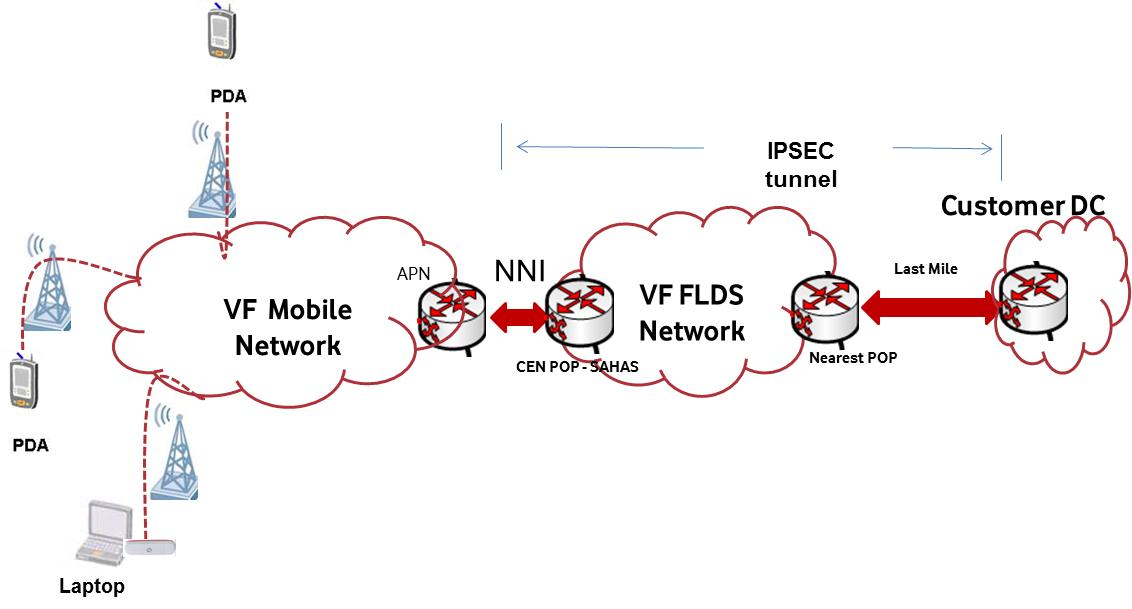 PDA
IPSEC
tunnel
Customer DC
APN
NNI
Last Mile
VF Mobile
Network
VF FLDS
Network
CEN POP - SAHAS
Nearest POP
PDA
Laptop